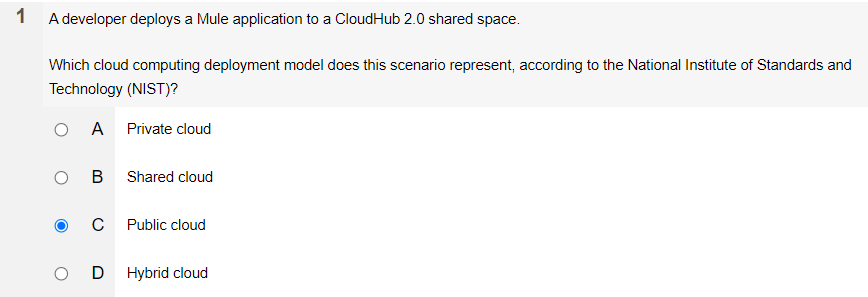 1 A developer deploys a Mule application to a CloudHub 2.0 shared space.
Which cloud computing deployment model does this scenario represent, according to the National Institute of Standards and
Technology (NIST)?
A Private cloud
B Shared cloud
C Public cloud
D Hybrid cloud